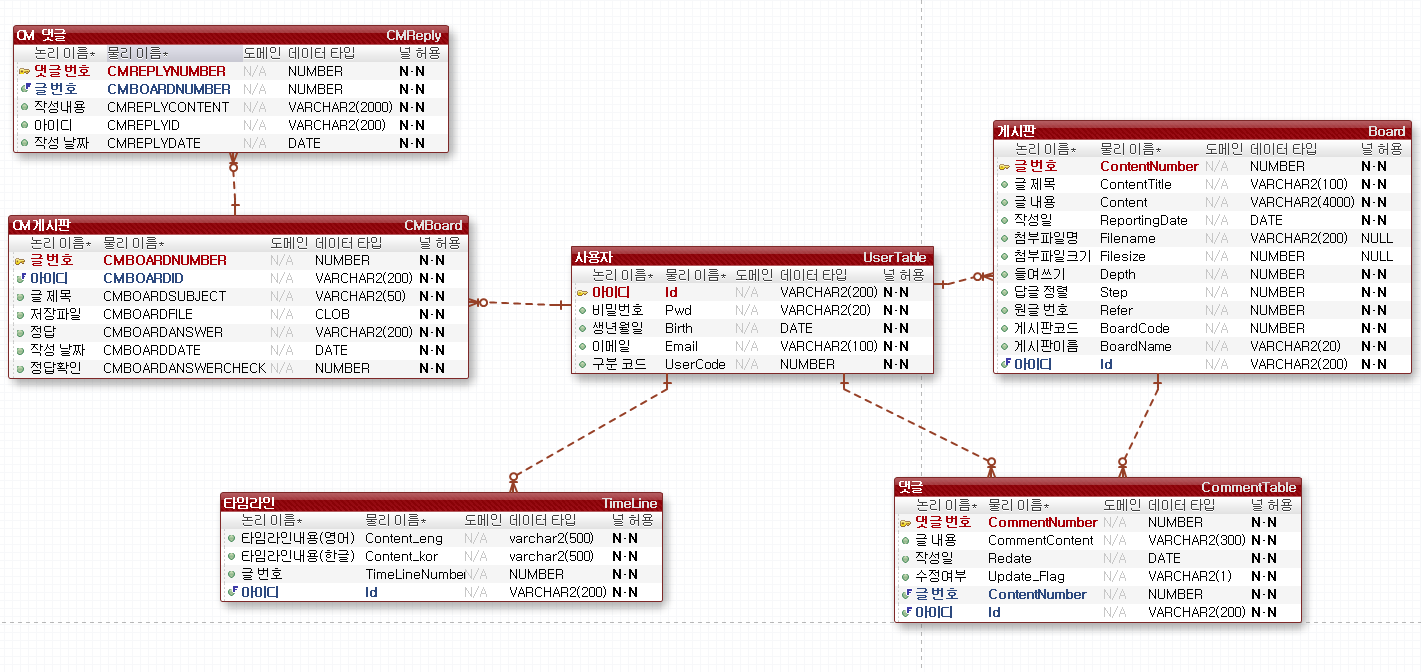 CM 댓글 CMReply
논리 이름* 물리 이름* 도메인 데이터 타입 널 허용
댓글 번호 CMREPLYNUMBER N/A NUMBER N-N
글 번호 CMBOARDNUMBER N/A NUMBER N-N
작성내용 CMREPLYCONTENT N/A VARCHAR2(2000) N-N
아이디 CMREPLYID N/A VARCHAR2(200) N-N
작성 날짜 CMREPLYDATE N/A DATE N-N
게시판 Board
논리 이름* 물리 이름* 도메인 데이터 타입 널 허용
글 번호 ContentNumber N/A NUMBER N-N
글 제목 ContentTitle N/A VARCHAR2(100) N-N
글 내용 Content N/A VARCHAR2(4000) N-N
작성일 ReportingDate N/A DATE N-N
첨부파일명 Filename N/A VARCHAR2(200) NULL
첨부파일크기 Filesize N/A NUMBER NULL
들여쓰기 Depth N/A NUMBER N-N
답글 정렬 Step N/A NUMBER N-N
원글 번호 Refer N/A NUMBER N-N
게시판코드 BoardCode N/A NUMBER N-N
게시판이름 BoardName N/A VARCHAR2(20) N-N
아이디 Id N/A VARCHAR2(200) N-N
CM게시판 CMBoard
논리 이름* 물리 이름* 도메인 데이터 타입 널 허용
글 번호 CMBOARDNUMBER N/A NUMBER N-N
아이디 CMBOARDID N/A VARCHAR2(200) N-N
글 제목 CMBOARDSUBJECT N/A VARCHAR2(50) N-N
저장파일 CMBOARDFILE N/A CLOB N-N
정답 CMBOARDANSWER N/A VARCHAR2(200) N-N
작성 날짜 CMBOARDDATE N/A DATE N-N
정답확인 CMBOARDANSWERCHECK N/A NUMBER N-N
사용자 UserTable
논리 이름* 물리 이름* 도메인 데이터 타입 널 허용
아이디 Id N/A VARCHAR2(200) N-N
비밀번호 Pwd N/A VARCHAR2(20) N-N
생년월일 Birth N/A DATE N-N
이메일 Email N/A VARCHAR2(100) N-N
구분 코드 UserCode N/A NUMBER N-N
타임라인 TimeLine
논리 이름* 물리 이름* 도메인 데이터 타입 널 허용
타임라인내용(영어) Content_eng N/A varchar2(500) N-N
타임라인내용(한글) Content_kor N/A varchar2(500) N-N
글 번호 TimeLineNumber N/A NUMBER N-N
아이디 Id N/A VARCHAR2(200) N-N
댓글 CommentTable
논리 이름* 물리 이름* 도메인 데이터 타입 널 허용
댓글 번호 CommentNumber N/A NUMBER N-N
글 내용 CommentContent N/A VARCHAR2(300) N-N
작성일 Redate N/A DATE N-N
수정여부 Update_Flag N/A VARCHAR2(1) N-N
글 번호 ContentNumber N/A NUMBER N-N
아이디 Id N/A VARCHAR2(200) N-N